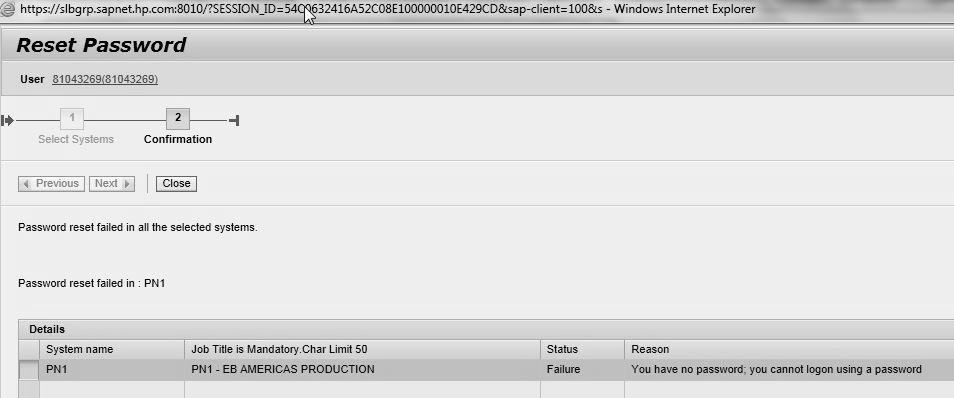 https://slbgrp.sapnet.hp.com:8010/?SESSION_ID=54C0632416A52C08E100000010E429CD&sap-client=100&s - Windows Internet Explorer
Reset Password
User 81043269(81043269)
1 2
Select Systems Confirmation
Previous Next Close
Password reset failed in all the selected systems.
Password reset failed in : PN1
Details
System name Job Title is Mandatory.Char Limit 50 Status Reason
PN1 PN1 - EB AMERICAS PRODUCTION Failure You have no password; you cannot logon using a password